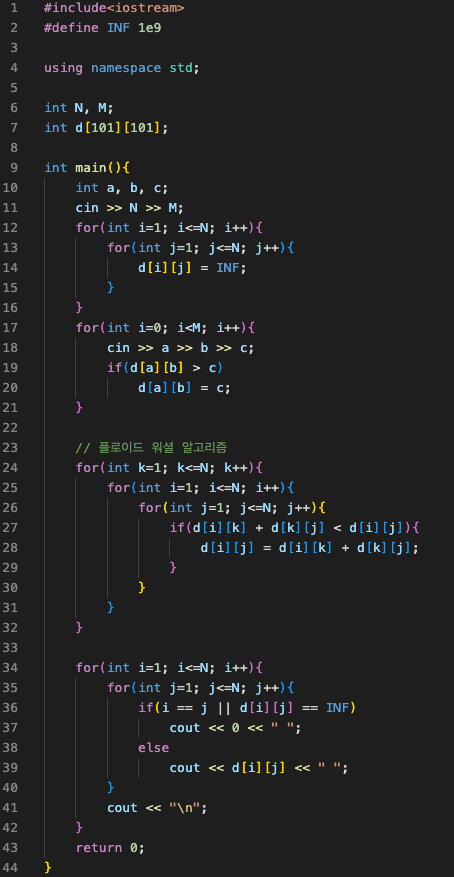 1 #include<iostream>
2 #define INF 1e9
3
4 using namespace std;
5
6 int N, M;
7 int d[101][101];
8
9 int main(){
10     int a, b, c;
11     cin >> N >> M;
12     for(int i=1; i<=N; i++){
13         for(int j=1; j<=N; j++){
14             d[i][j] = INF;
15         }
16     }
17     for(int i=0; i<M; i++){
18         cin >> a >> b >> c;
19         if(d[a][b] > c)
20             d[a][b] = c;
21     }
22
23     // 플로이드 워셜 알고리즘
24     for(int k=1; k<=N; k++){
25         for(int i=1; i<=N; i++){
26             for(int j=1; j<=N; j++){
27                 if(d[i][k] + d[k][j] < d[i][j]){
28                     d[i][j] = d[i][k] + d[k][j];
29                 }
30             }
31         }
32     }
33
34     for(int i=1; i<=N; i++){
35         for(int j=1; j<=N; j++){
36             if(i == j || d[i][j] == INF)
37                 cout << 0 << " ";
38             else
39                 cout << d[i][j] << " ";
40         }
41         cout << "\n";
42     }
43     return 0;
44 }